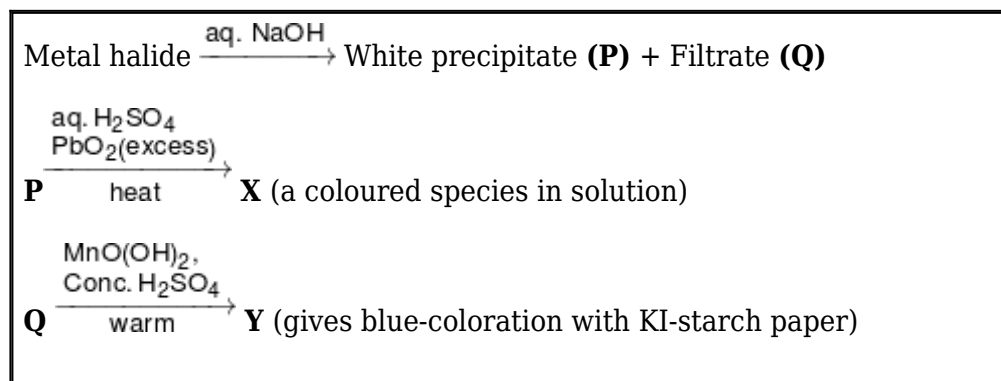 aq. NaOH
Metal halide ⟶ White precipitate (P) + Filtrate (Q)
aq. H₂SO₄
PbO₂(excess)
heat
P ⟶ X (a coloured species in solution)
MnO(OH)₂,
Conc. H₂SO₄
warm
Q ⟶ Y (gives blue-coloration with KI-starch paper)